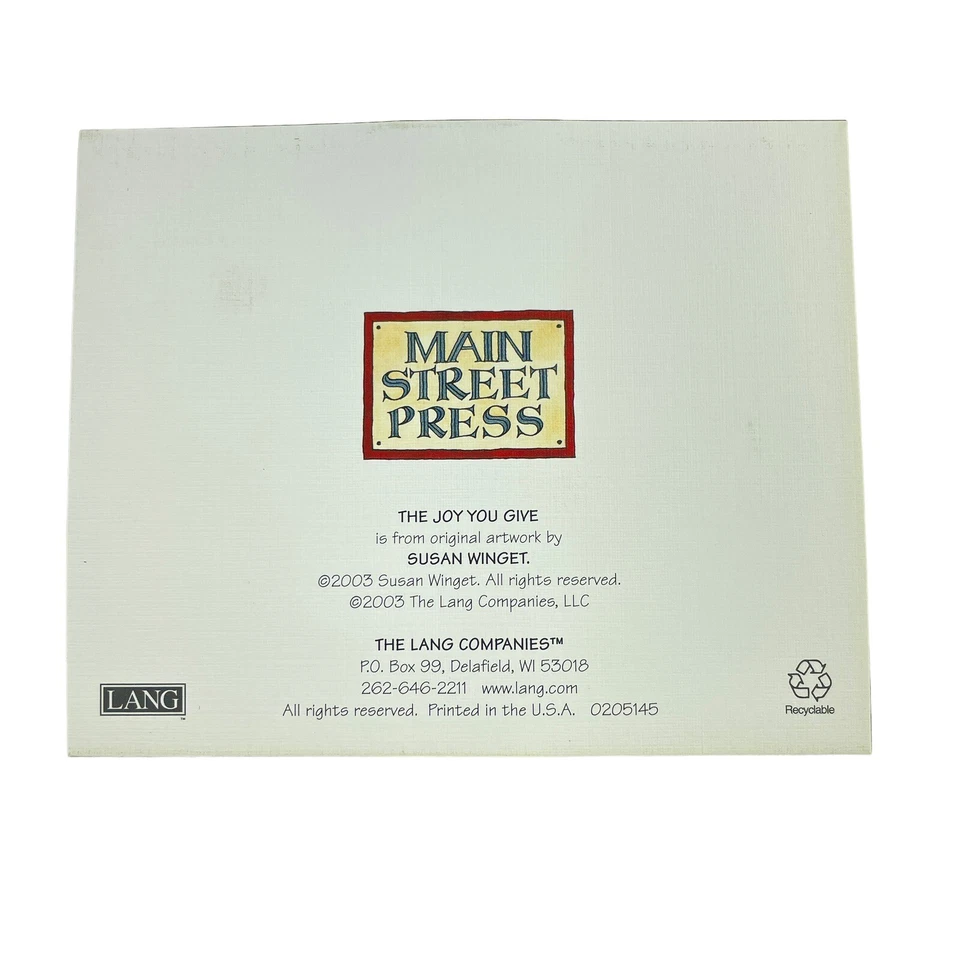 MAIN
STREET
PRESS
THE JOY YOU GIVE
is from original artwork by
SUSAN WINGET.
©2003 Susan Winget. All rights reserved.
©2003 The Lang Companies, LLC
THE LANG COMPANIES™
P.O. Box 99, Delafield, WI 53018
262-646-2211 www.lang.com
All rights reserved. Printed in the U.S.A. 0205145
LANG™
Recyclable